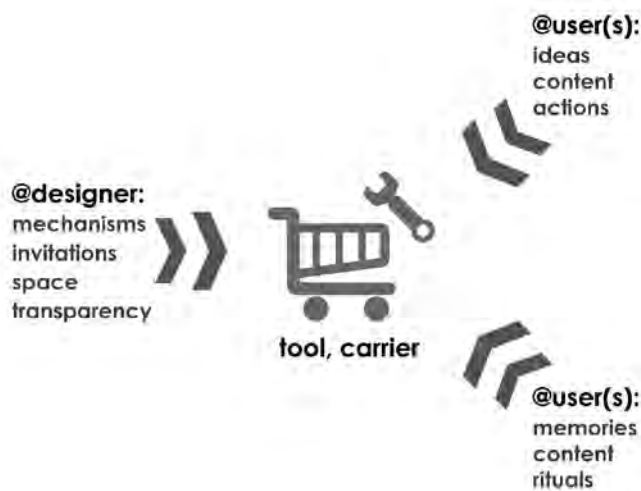 @user(s):
ideas
content
actions
@designer:
mechanisms
invitations
space
transparency
tool, carrier
@user(s):
memories
content
rituals